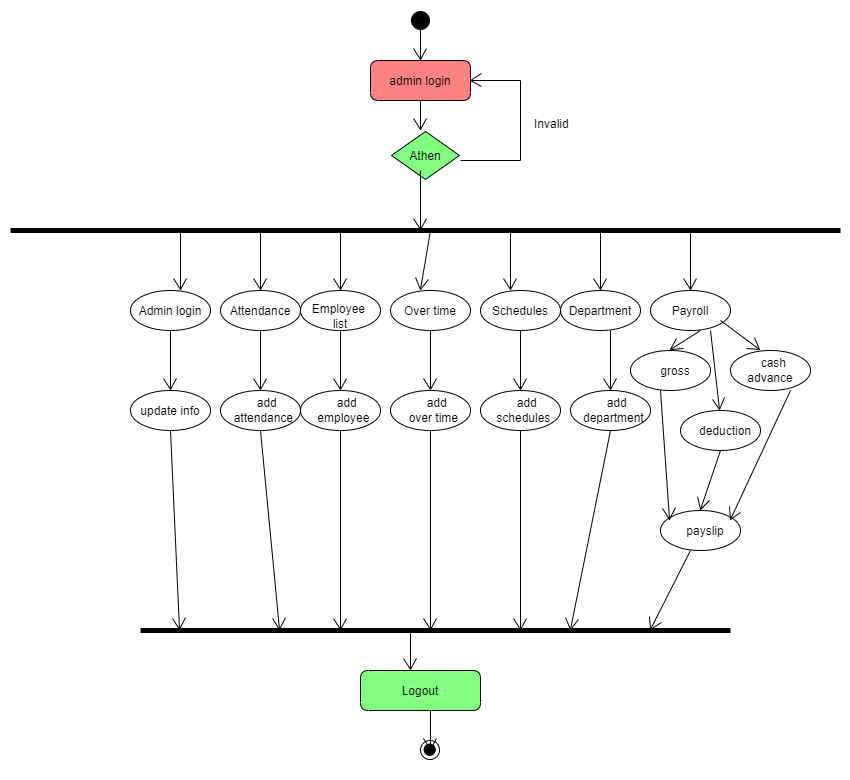 admin login
Invalid
Athen
Admin login
Attendance
Employee
list
Over time
Schedules
Department
Payroll
gross
cash
advance
update info
add
attendance
add
employee
add
over time
add
schedules
add
department
deduction
payslip
Logout